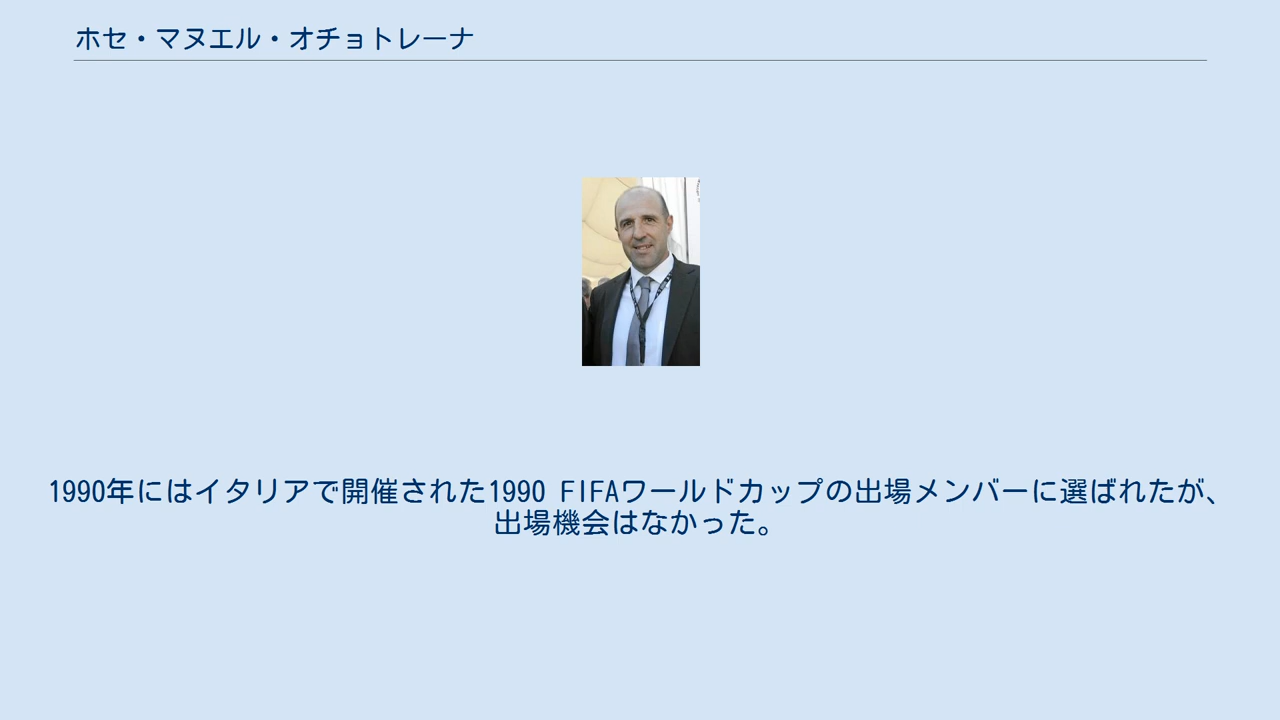 ホセ・マヌエル・オチョトレーナ
1990年にはイタリアで開催された1990 FIFAワールドカップの出場メンバーに選ばれたが、
出場機会はなかった。